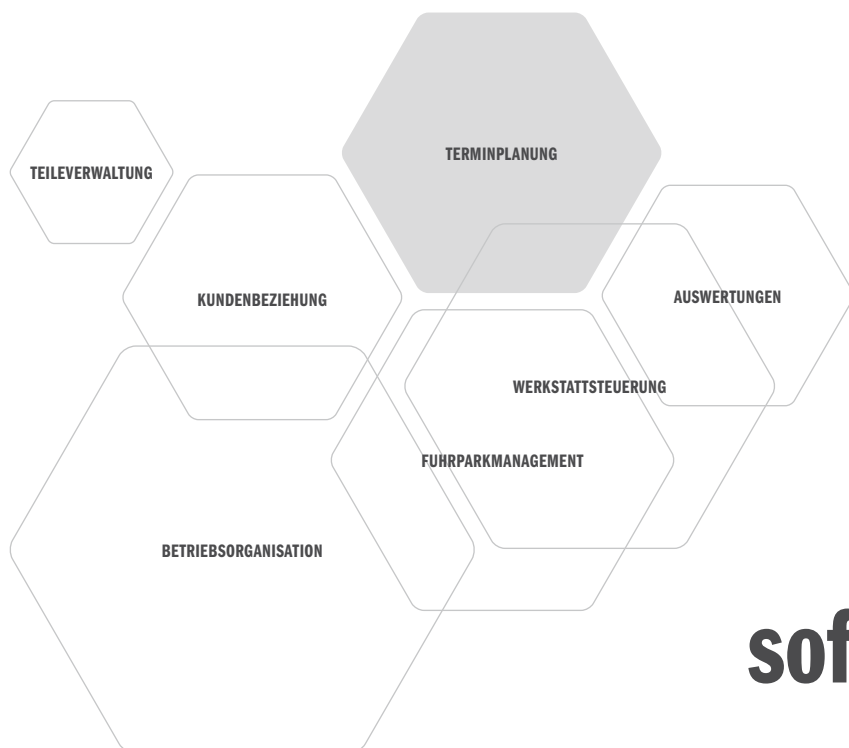 TERMINPLANUNG
TEILEVERWALTUNG
KUNDENBEZIEHUNG
AUSWERTUNGEN
WERKSTATTSTEUERUNG
FUHRPARKMANAGEMENT
BETRIEBSORGANISATION
sof